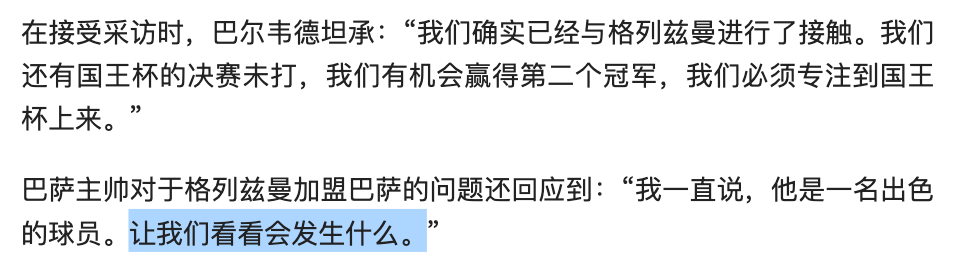 在接受采访时，巴尔韦德坦承：“我们确实已经与格列兹曼进行了接触。我们
还有国王杯的决赛未打，我们有机会赢得第二个冠军，我们必须专注到国王
杯上来。”
巴萨主帅对于格列兹曼加盟巴萨的问题还回应到：“我一直说，他是一名出色
的球员。让我们看看会发生什么。”